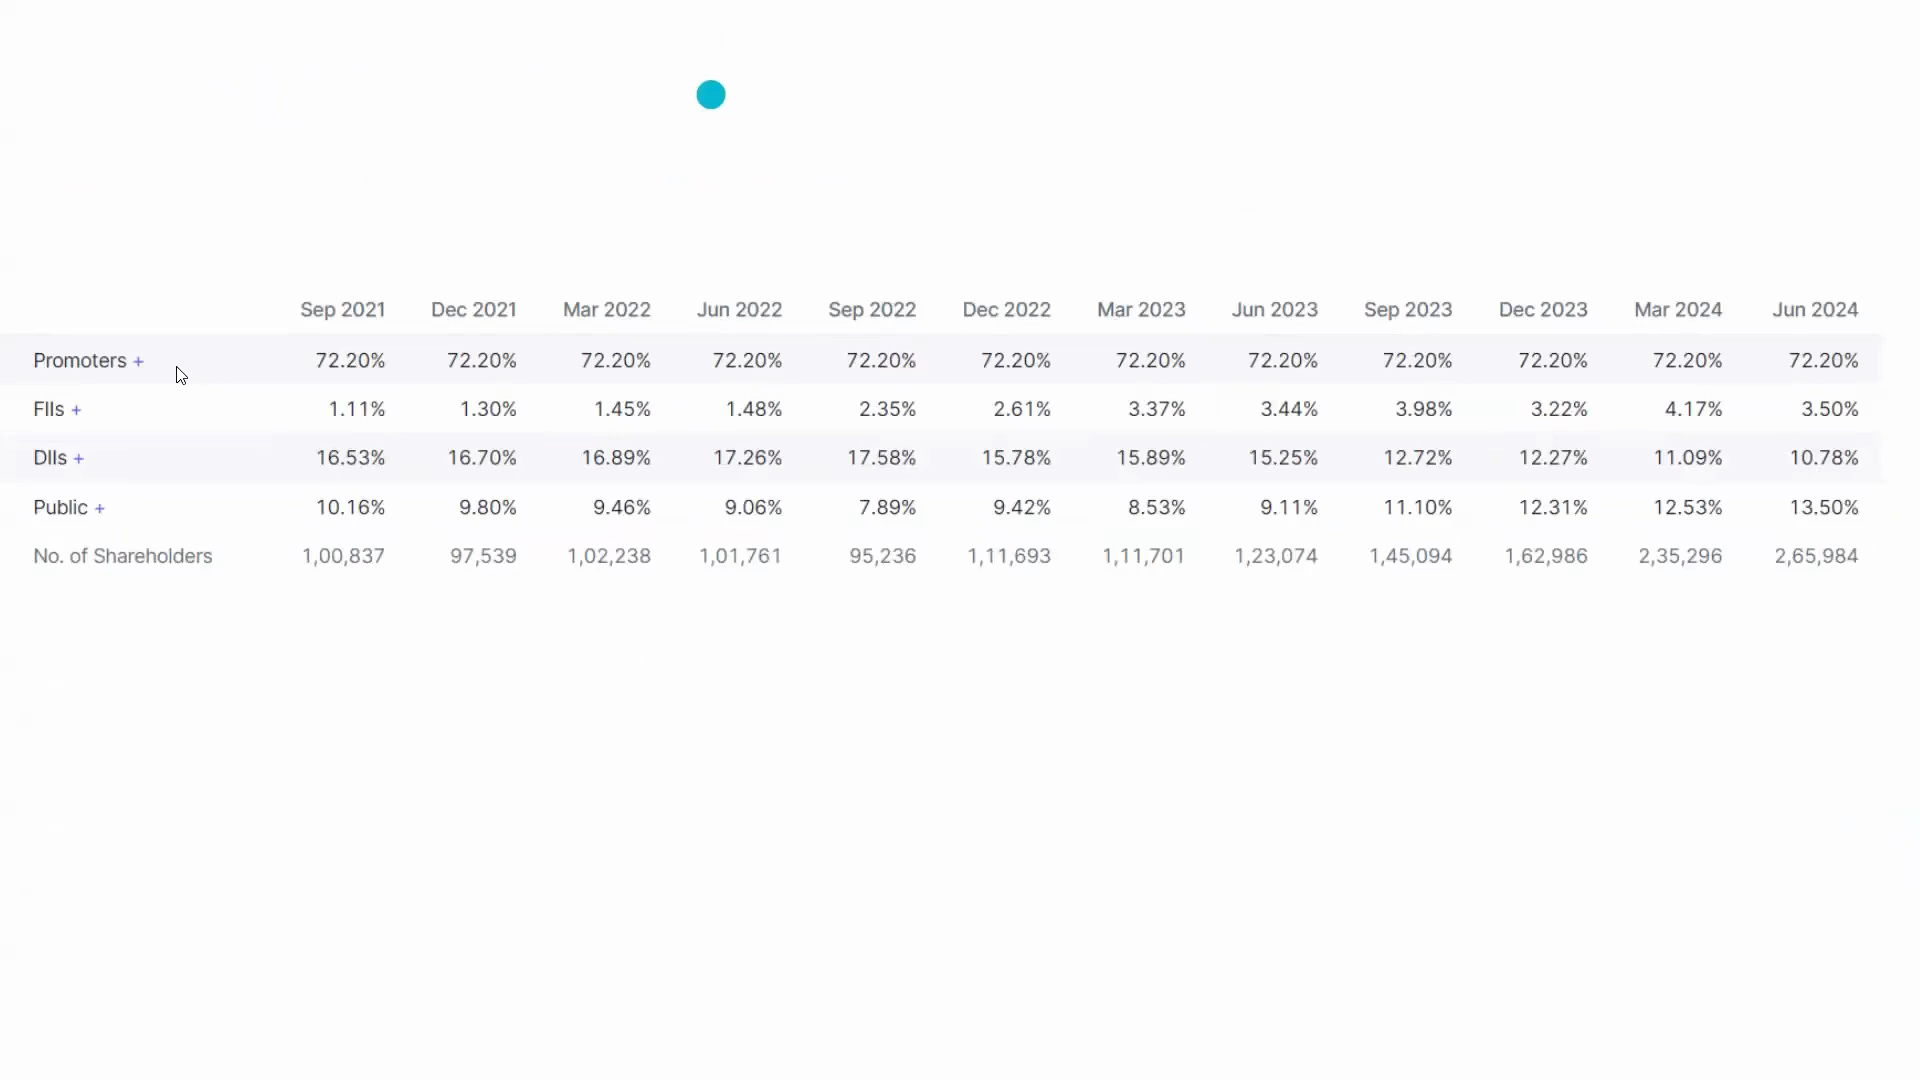 Sep 2021 Dec 2021 Mar 2022 Jun 2022 Sep 2022 Dec 2022 Mar 2023 Jun 2023 Sep 2023 Dec 2023 Mar 2024 Jun 2024
Promoters + 72.20% 72.20% 72.20% 72.20% 72.20% 72.20% 72.20% 72.20% 72.20% 72.20% 72.20% 72.20%
FIIs + 1.11% 1.30% 1.45% 1.48% 2.35% 2.61% 3.37% 3.44% 3.98% 3.22% 4.17% 3.50%
DIIs + 16.53% 16.70% 16.89% 17.26% 17.58% 15.78% 15.89% 15.25% 12.72% 12.27% 11.09% 10.78%
Public + 10.16% 9.80% 9.46% 9.06% 7.89% 9.42% 8.53% 9.11% 11.10% 12.31% 12.53% 13.50%
No. of Shareholders 1,00,837 97,539 1,02,238 1,01,761 95,236 1,11,693 1,11,701 1,23,074 1,45,094 1,62,986 2,35,296 2,65,984